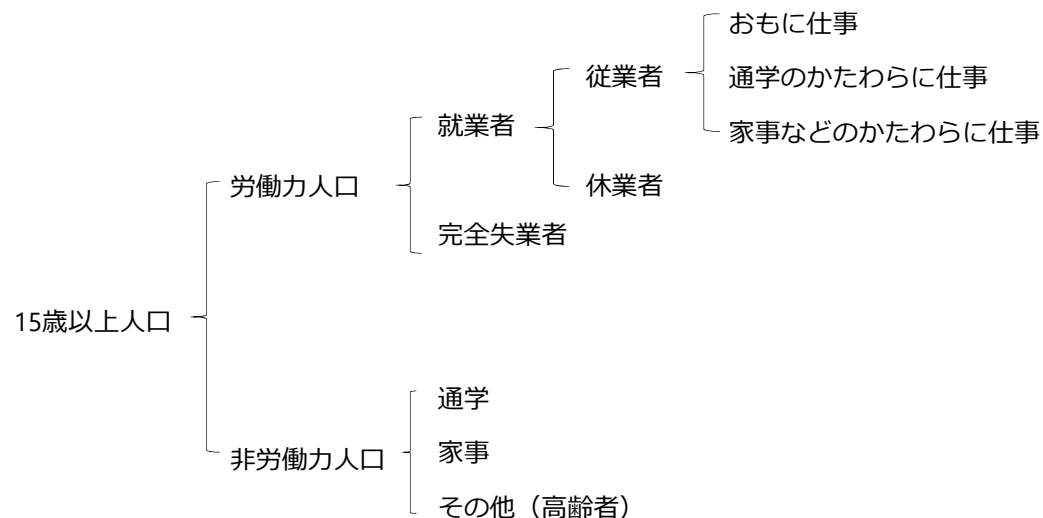 おもに仕事
従業者
通学のかたわらに仕事
就業者
家事などのかたわらに仕事
労働力人口
休業者
完全失業者
15歳以上人口
通学
非労働力人口
家事
その他（高齢者）